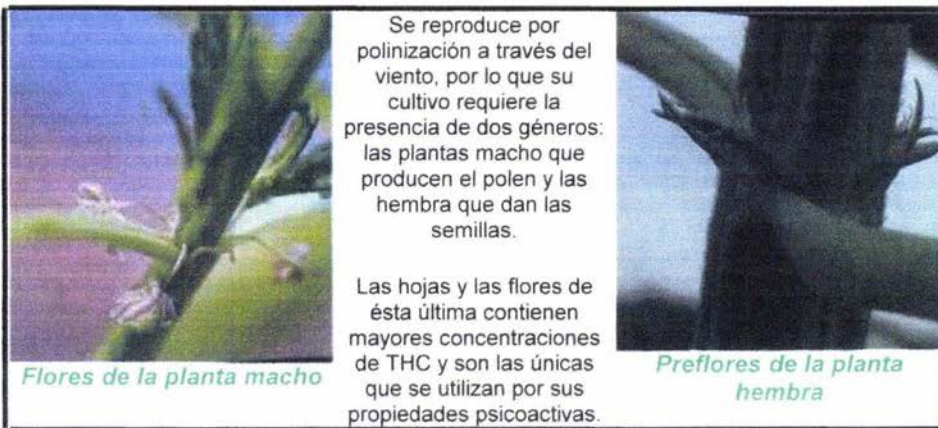 Se reproduce por
polinización a través del
viento, por lo que su
cultivo requiere la
presencia de dos géneros:
las plantas macho que
producen el polen y las
hembra que dan las
semillas.
Las hojas y las flores de
ésta última contienen
mayores concentraciones
de THC y son las únicas
que se utilizan por sus
propiedades psicoactivas.
Flores de la planta macho
Preflores de la planta
hembra